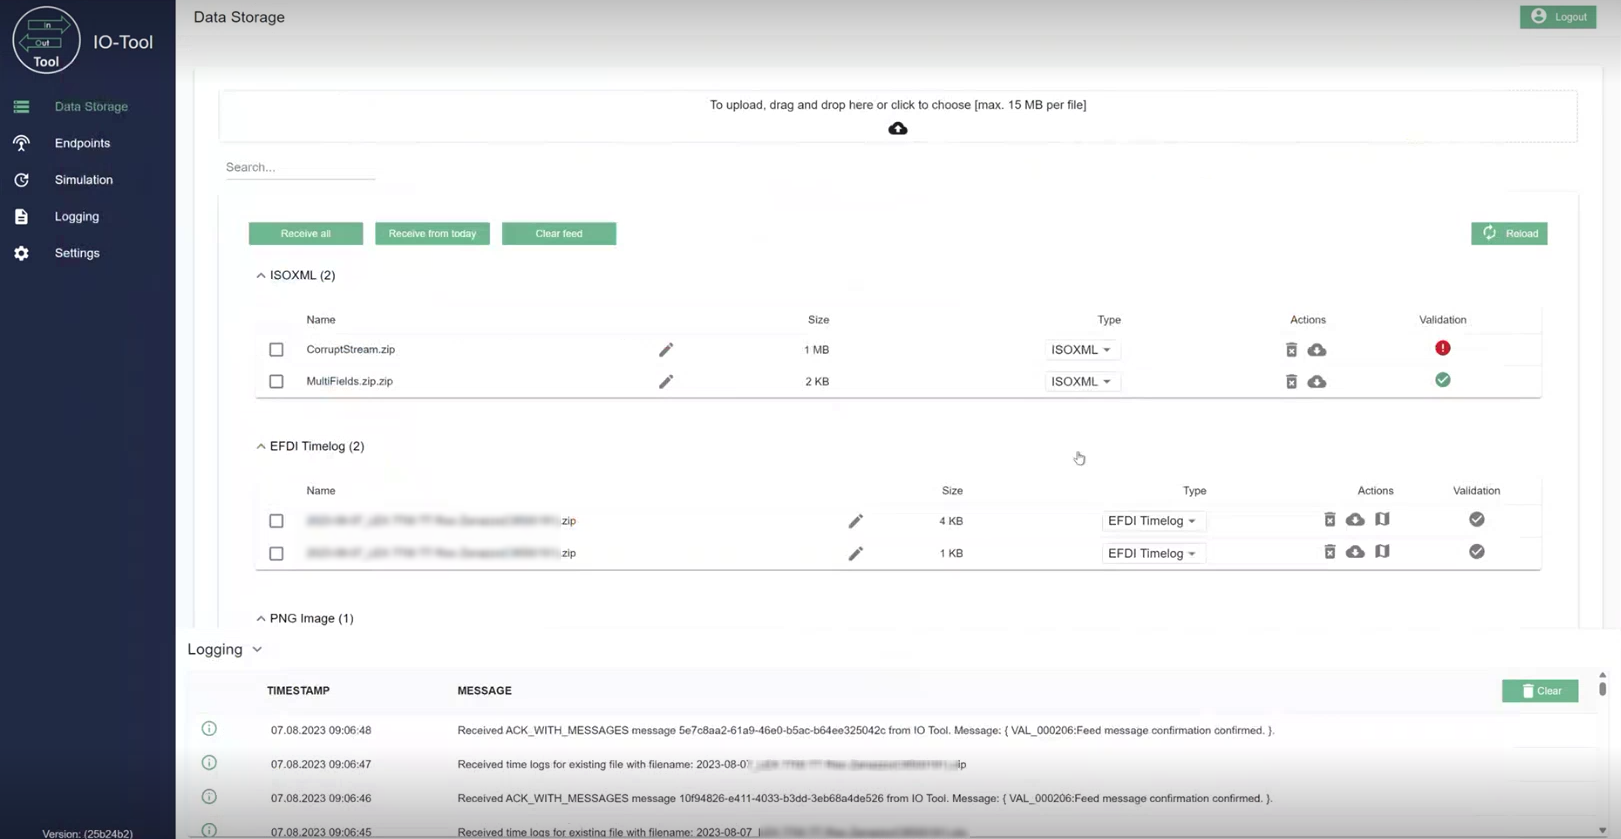 In
Out
Tool
IO-Tool
Data Storage
Endpoints
Simulation
Logging
Settings
Version: (25b24b2)
Data Storage
Logout
To upload, drag and drop here or click to choose [max. 15 MB per file]
Search...
Receive all Receive from today Clear feed Reload
ISOXML (2)
Name Size Type Actions Validation
CorruptStream.zip 1 MB ISOXML
MultiFields.zip.zip 2 KB ISOXML
EFDI Timelog (2)
Name Size Type Actions Validation
.zip 4 KB EFDI Timelog
.zip 1 KB EFDI Timelog
PNG Image (1)
Logging
TIMESTAMP MESSAGE Clear
07.08.2023 09:06:48 Received ACK_WITH_MESSAGES message 5e7c8aa2-61a9-46e0-b5ac-b64ee325042c from IO Tool. Message: { VAL_000206:Feed message confirmation confirmed. }.
07.08.2023 09:06:47 Received time logs for existing file with filename: 2023-08-07 zip
07.08.2023 09:06:46 Received ACK_WITH_MESSAGES message 10f94826-e411-4033-b3dd-3eb68a4de526 from IO Tool. Message: { VAL_000206:Feed message confirmation confirmed. }.
07.08.2023 09:06:45 Received time logs for existing file with filename: 2023-08-07